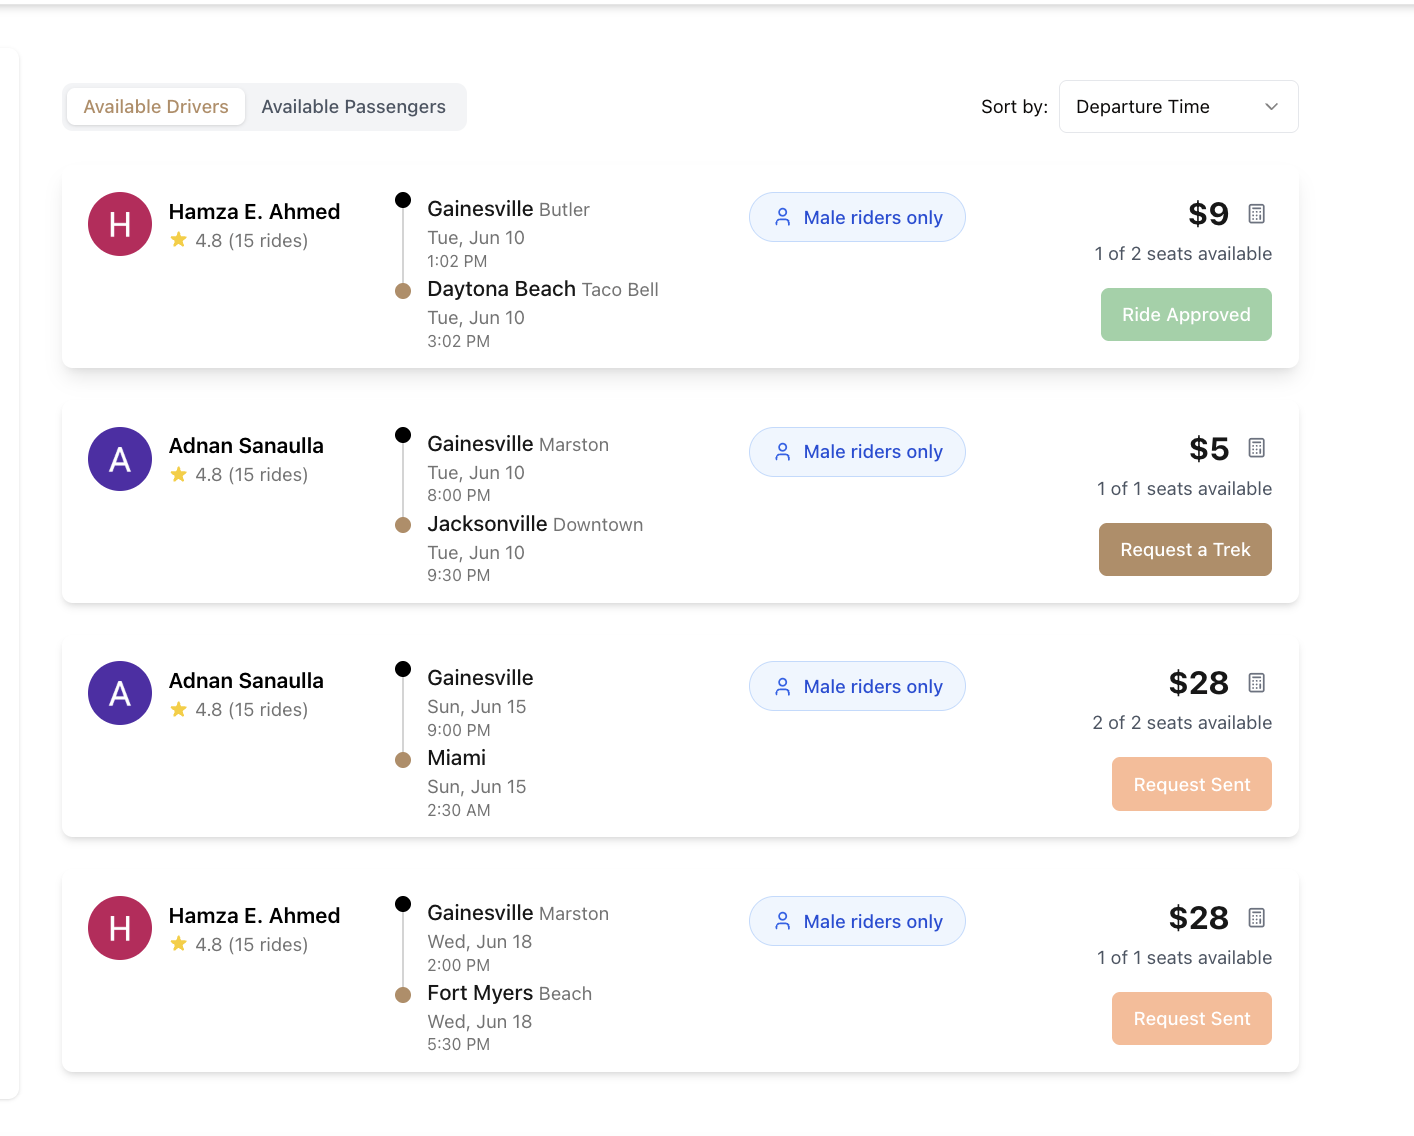 Available Drivers Available Passengers Sort by: Departure Time
H Hamza E. Ahmed
4.8 (15 rides)
Gainesville Butler
Tue, Jun 10
1:02 PM
Daytona Beach Taco Bell
Tue, Jun 10
3:02 PM
Male riders only
$9
1 of 2 seats available
Ride Approved
A Adnan Sanaulla
4.8 (15 rides)
Gainesville Marston
Tue, Jun 10
8:00 PM
Jacksonville Downtown
Tue, Jun 10
9:30 PM
Male riders only
$5
1 of 1 seats available
Request a Trek
A Adnan Sanaulla
4.8 (15 rides)
Gainesville
Sun, Jun 15
9:00 PM
Miami
Sun, Jun 15
2:30 AM
Male riders only
$28
2 of 2 seats available
Request Sent
H Hamza E. Ahmed
4.8 (15 rides)
Gainesville Marston
Wed, Jun 18
2:00 PM
Fort Myers Beach
Wed, Jun 18
5:30 PM
Male riders only
$28
1 of 1 seats available
Request Sent